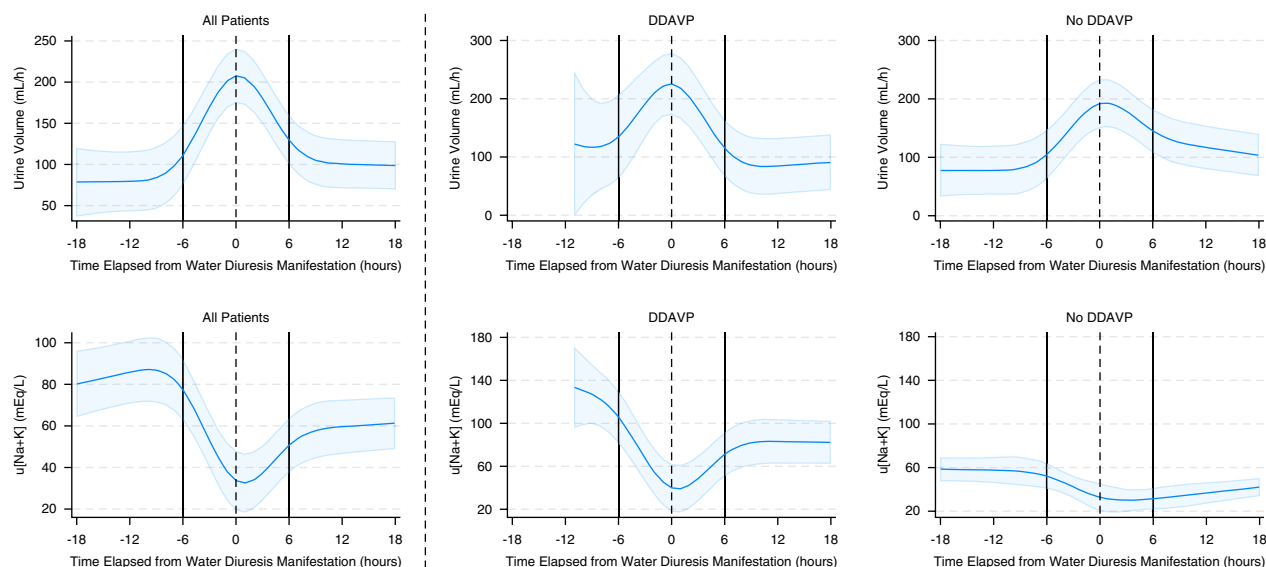 All Patients
Urine Volume (mL/h)
250
200
150
100
50
-18 -12 -6 0 6 12 18
Time Elapsed from Water Diuresis Manifestation (hours)
DDAVP
Urine Volume (mL/h)
300
200
100
0
-18 -12 -6 0 6 12 18
Time Elapsed from Water Diuresis Manifestation (hours)
No DDAVP
Urine Volume (mL/h)
300
200
100
0
-18 -12 -6 0 6 12 18
Time Elapsed from Water Diuresis Manifestation (hours)
All Patients
u[Na+K] (mEq/L)
100
80
60
40
20
-18 -12 -6 0 6 12 18
Time Elapsed from Water Diuresis Manifestation (hours)
DDAVP
u[Na+K] (mEq/L)
180
140
100
60
20
-18 -12 -6 0 6 12 18
Time Elapsed from Water Diuresis Manifestation (hours)
No DDAVP
u[Na+K] (mEq/L)
180
140
100
60
20
-18 -12 -6 0 6 12 18
Time Elapsed from Water Diuresis Manifestation (hours)